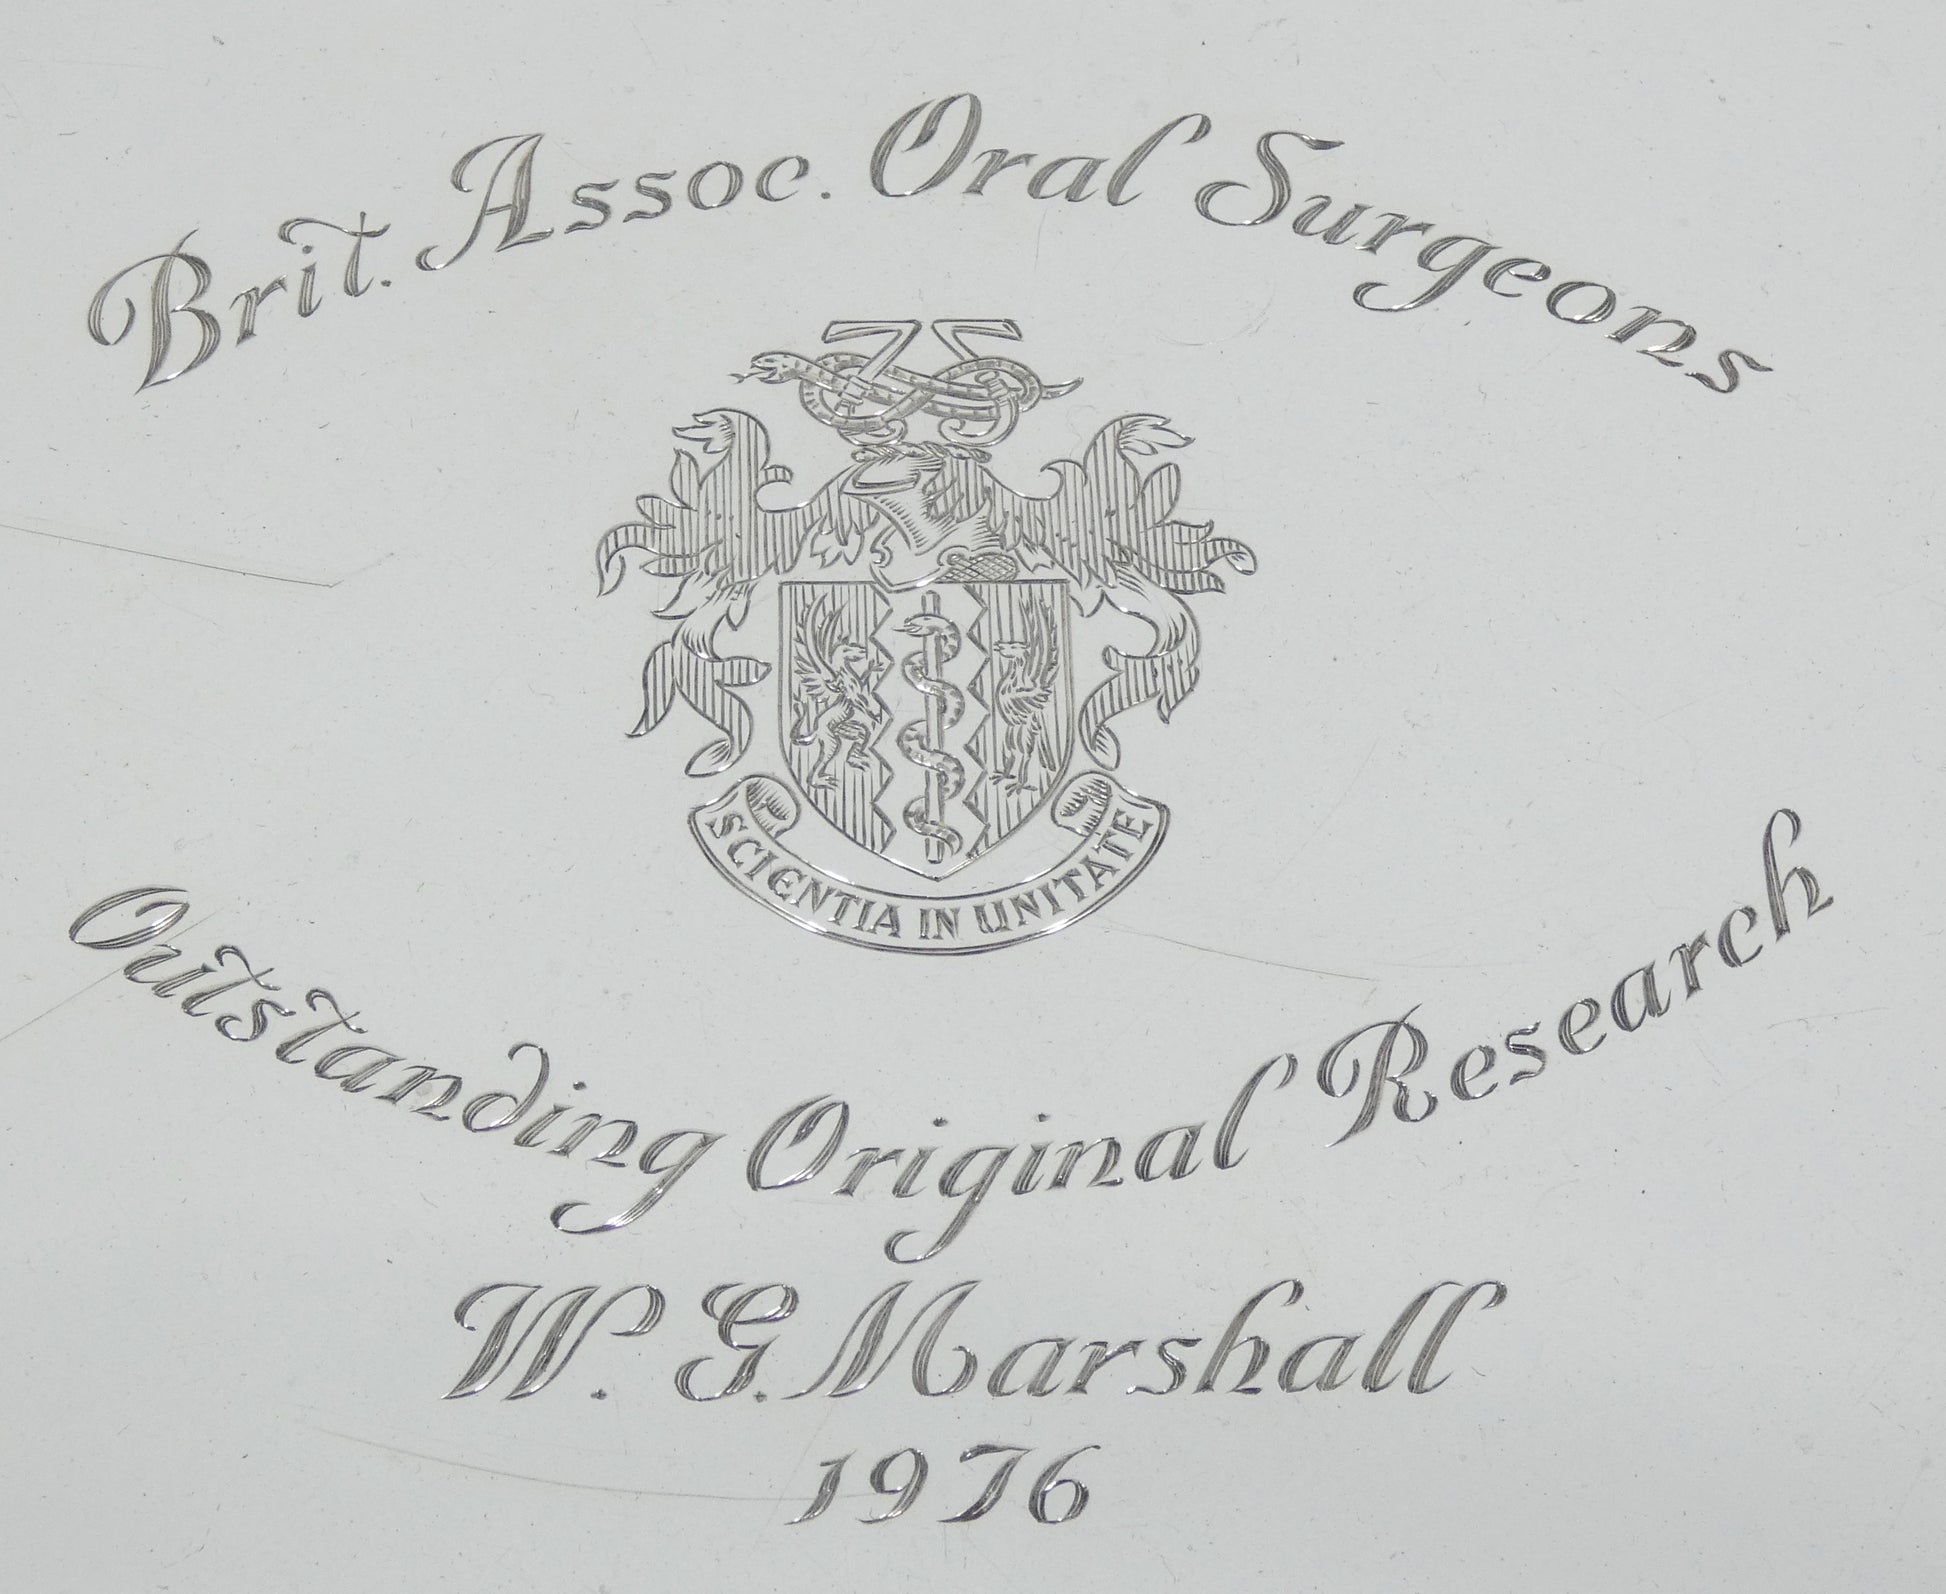 Brit. Assoc. Oral Surgeons
SCIENTIA IN UNITATE
Outstanding Original Research
W. G. Marshall
1976